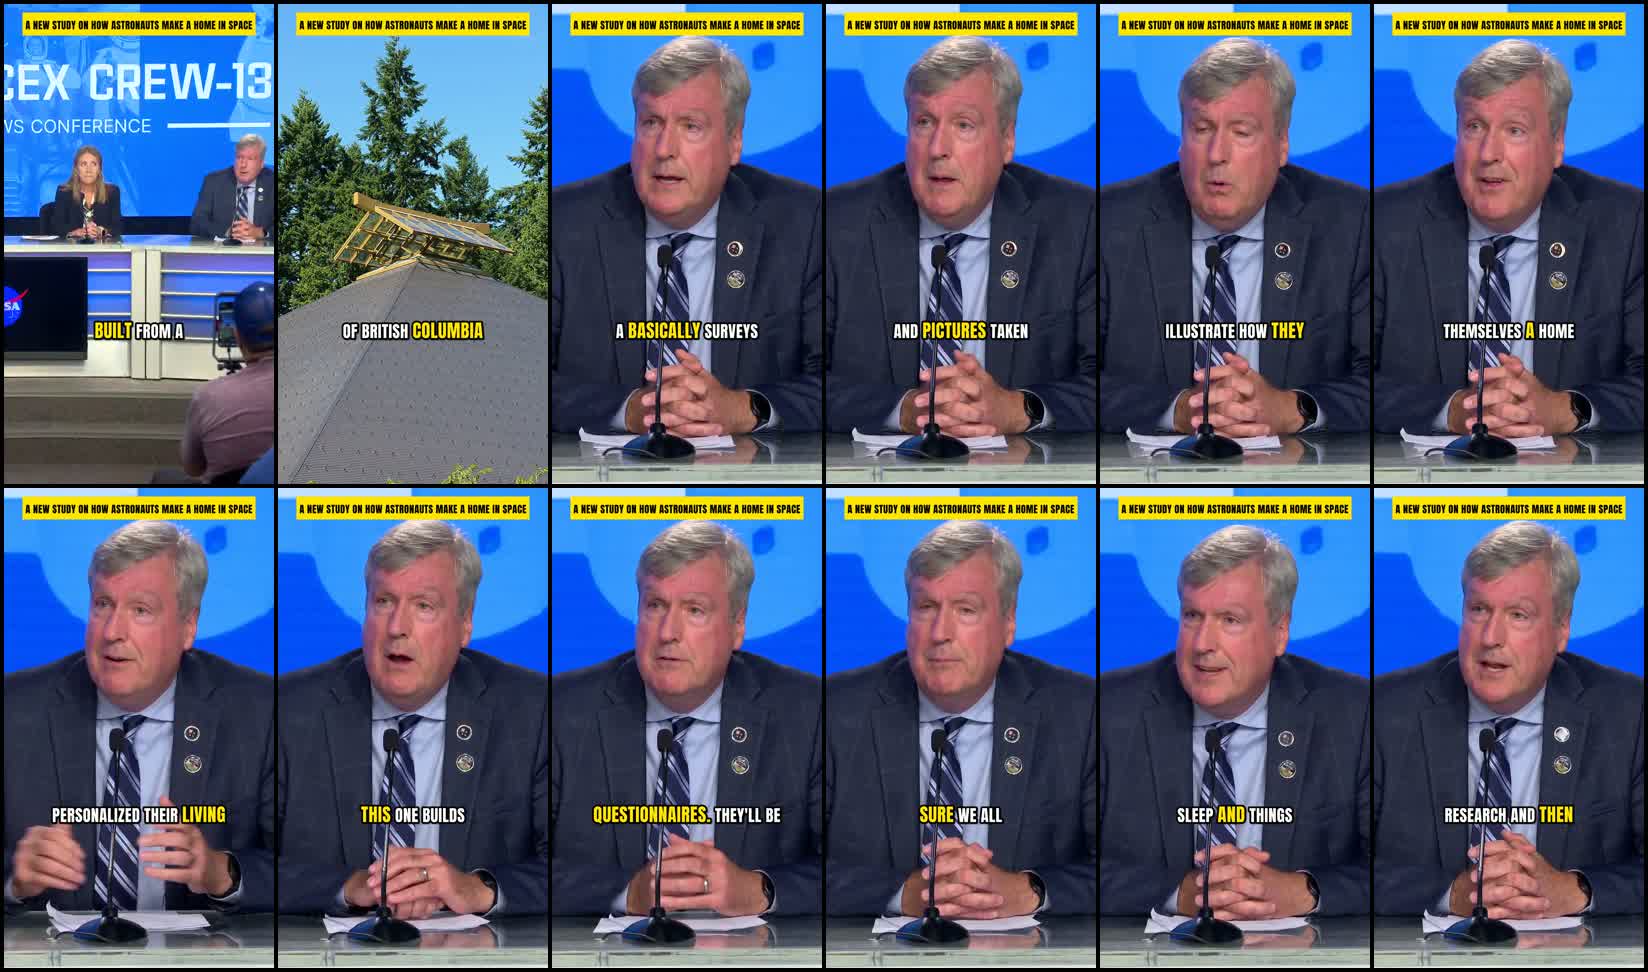 A NEW STUDY ON HOW ASTRONAUTS MAKE A HOME IN SPACE
CEX CREW-13
WS CONFERENCE
SA
BUILT FROM A
A NEW STUDY ON HOW ASTRONAUTS MAKE A HOME IN SPACE
OF BRITISH COLUMBIA
A NEW STUDY ON HOW ASTRONAUTS MAKE A HOME IN SPACE
A BASICALLY SURVEYS
A NEW STUDY ON HOW ASTRONAUTS MAKE A HOME IN SPACE
AND PICTURES TAKEN
A NEW STUDY ON HOW ASTRONAUTS MAKE A HOME IN SPACE
ILLUSTRATE HOW THEY
A NEW STUDY ON HOW ASTRONAUTS MAKE A HOME IN SPACE
THEMSELVES A HOME
A NEW STUDY ON HOW ASTRONAUTS MAKE A HOME IN SPACE
PERSONALIZED THEIR LIVING
A NEW STUDY ON HOW ASTRONAUTS MAKE A HOME IN SPACE
THIS ONE BUILDS
A NEW STUDY ON HOW ASTRONAUTS MAKE A HOME IN SPACE
QUESTIONNAIRES. THEY'LL BE
A NEW STUDY ON HOW ASTRONAUTS MAKE A HOME IN SPACE
SURE WE ALL
A NEW STUDY ON HOW ASTRONAUTS MAKE A HOME IN SPACE
SLEEP AND THINGS
A NEW STUDY ON HOW ASTRONAUTS MAKE A HOME IN SPACE
RESEARCH AND THEN